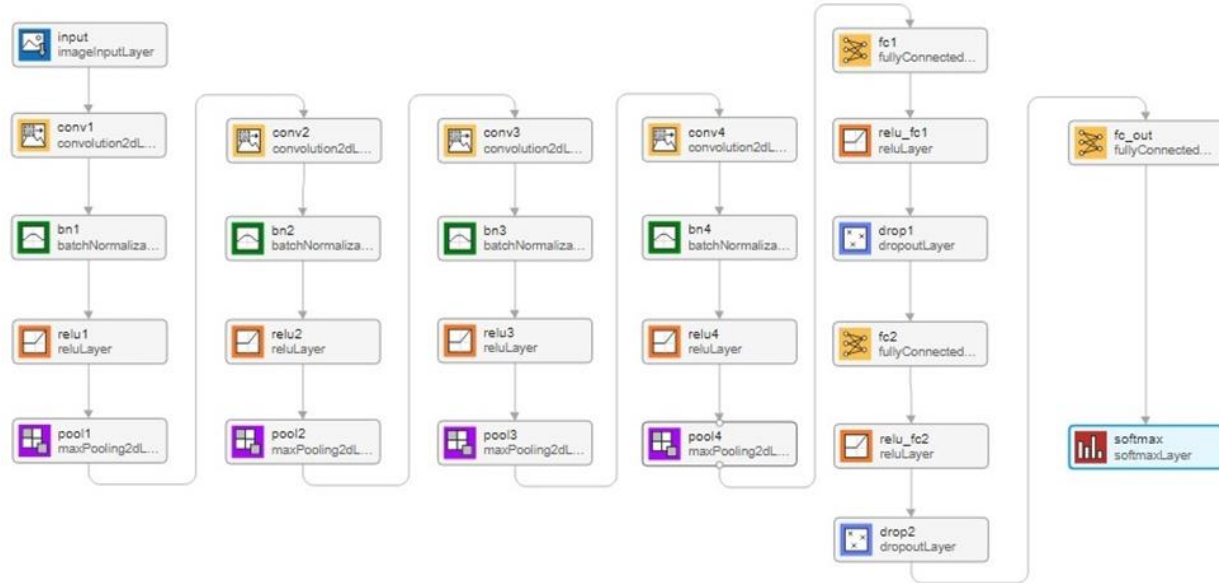 input
imageInputLayer
conv1
convolution2dL...
bn1
batchNormaliza...
relu1
reluLayer
pool1
maxPooling2dL...
conv2
convolution2dL...
bn2
batchNormaliza...
relu2
reluLayer
pool2
maxPooling2dL...
conv3
convolution2dL...
bn3
batchNormaliza...
relu3
reluLayer
pool3
maxPooling2dL...
conv4
convolution2dL...
bn4
batchNormaliza...
relu4
reluLayer
pool4
maxPooling2dL...
fc1
fullyConnected...
relu_fc1
reluLayer
drop1
dropoutLayer
fc2
fullyConnected...
relu_fc2
reluLayer
drop2
dropoutLayer
fc_out
fullyConnected...
softmax
softmaxLayer